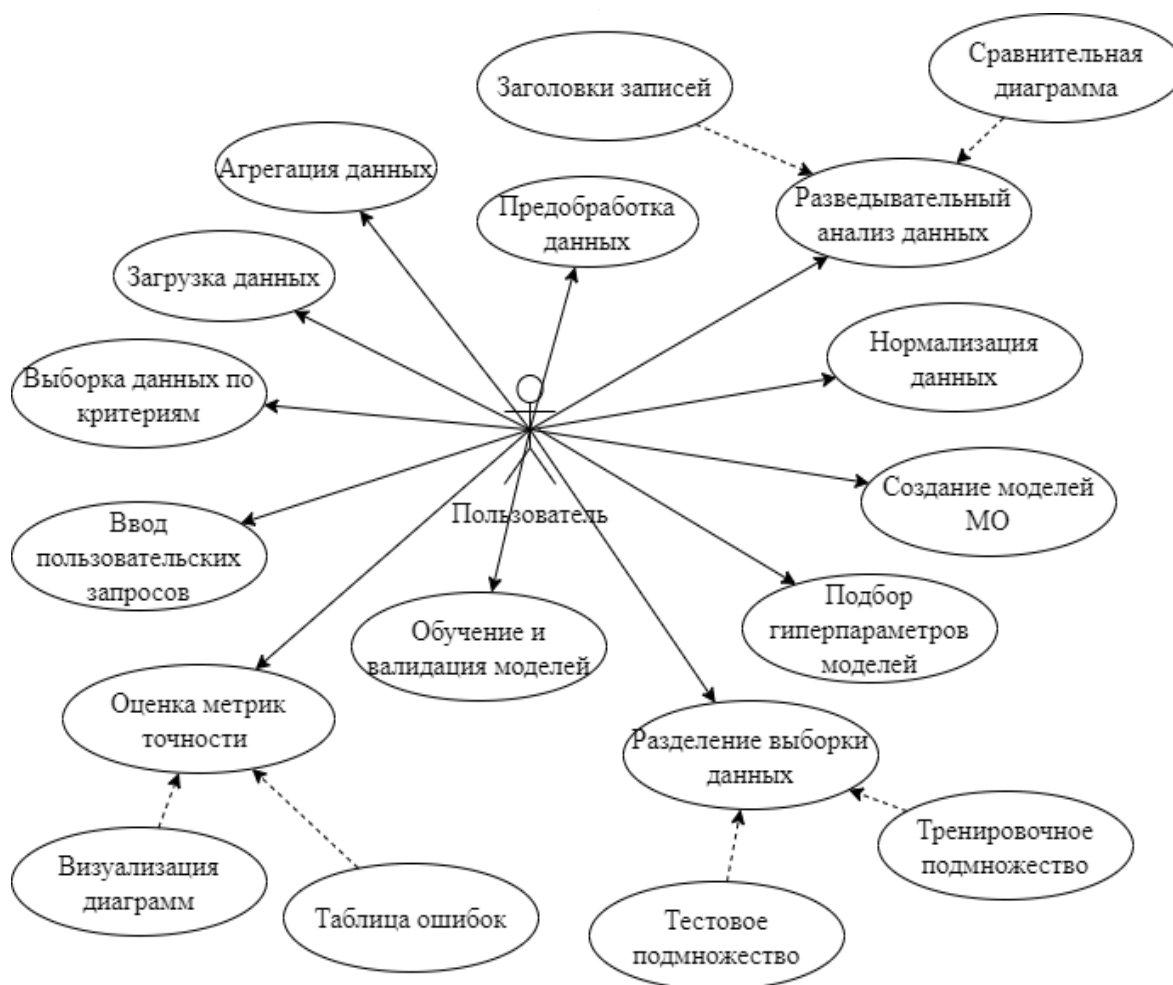 Сравнительная
диаграмма
Заголовки записей
Агрегация данных
Предобработка
данных
Разведывательный
анализ данных
Загрузка данных
Нормализация
данных
Выборка данных по
критериям
Создание моделей
МО
Пользователь
Ввод
пользовательских
запросов
Подбор
гиперпараметров
моделей
Обучение и
валидация моделей
Оценка метрик
точности
Разделение выборки
данных
Тренировочное
подмножество
Визуализация
диаграмм
Таблица ошибок
Тестовое
подмножество